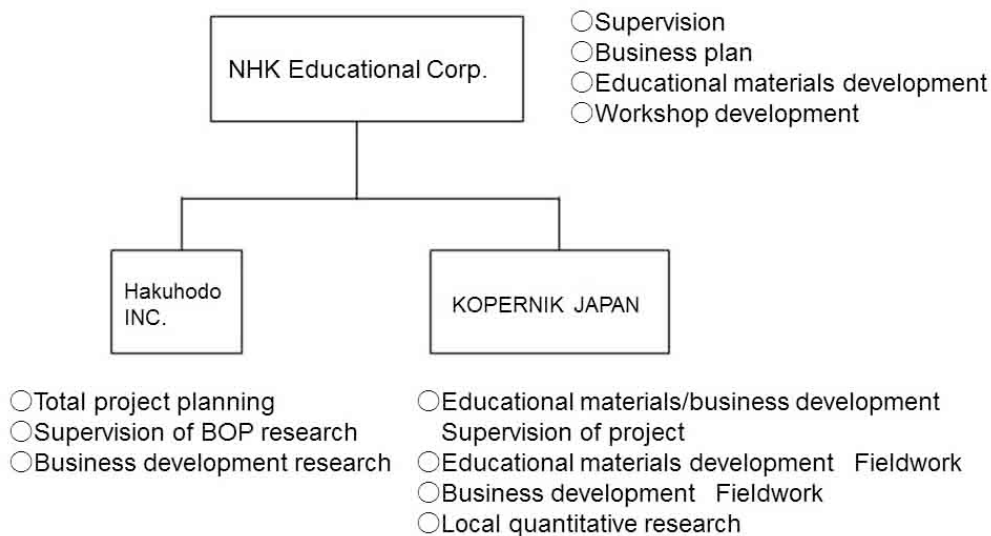 NHK Educational Corp.
○Supervision
○Business plan
○Educational materials development
○Workshop development
Hakuhodo
INC.
KOPERNIK JAPAN
○Total project planning
○Supervision of BOP research
○Business development research
○Educational materials/business development
Supervision of project
○Educational materials development Fieldwork
○Business development Fieldwork
○Local quantitative research